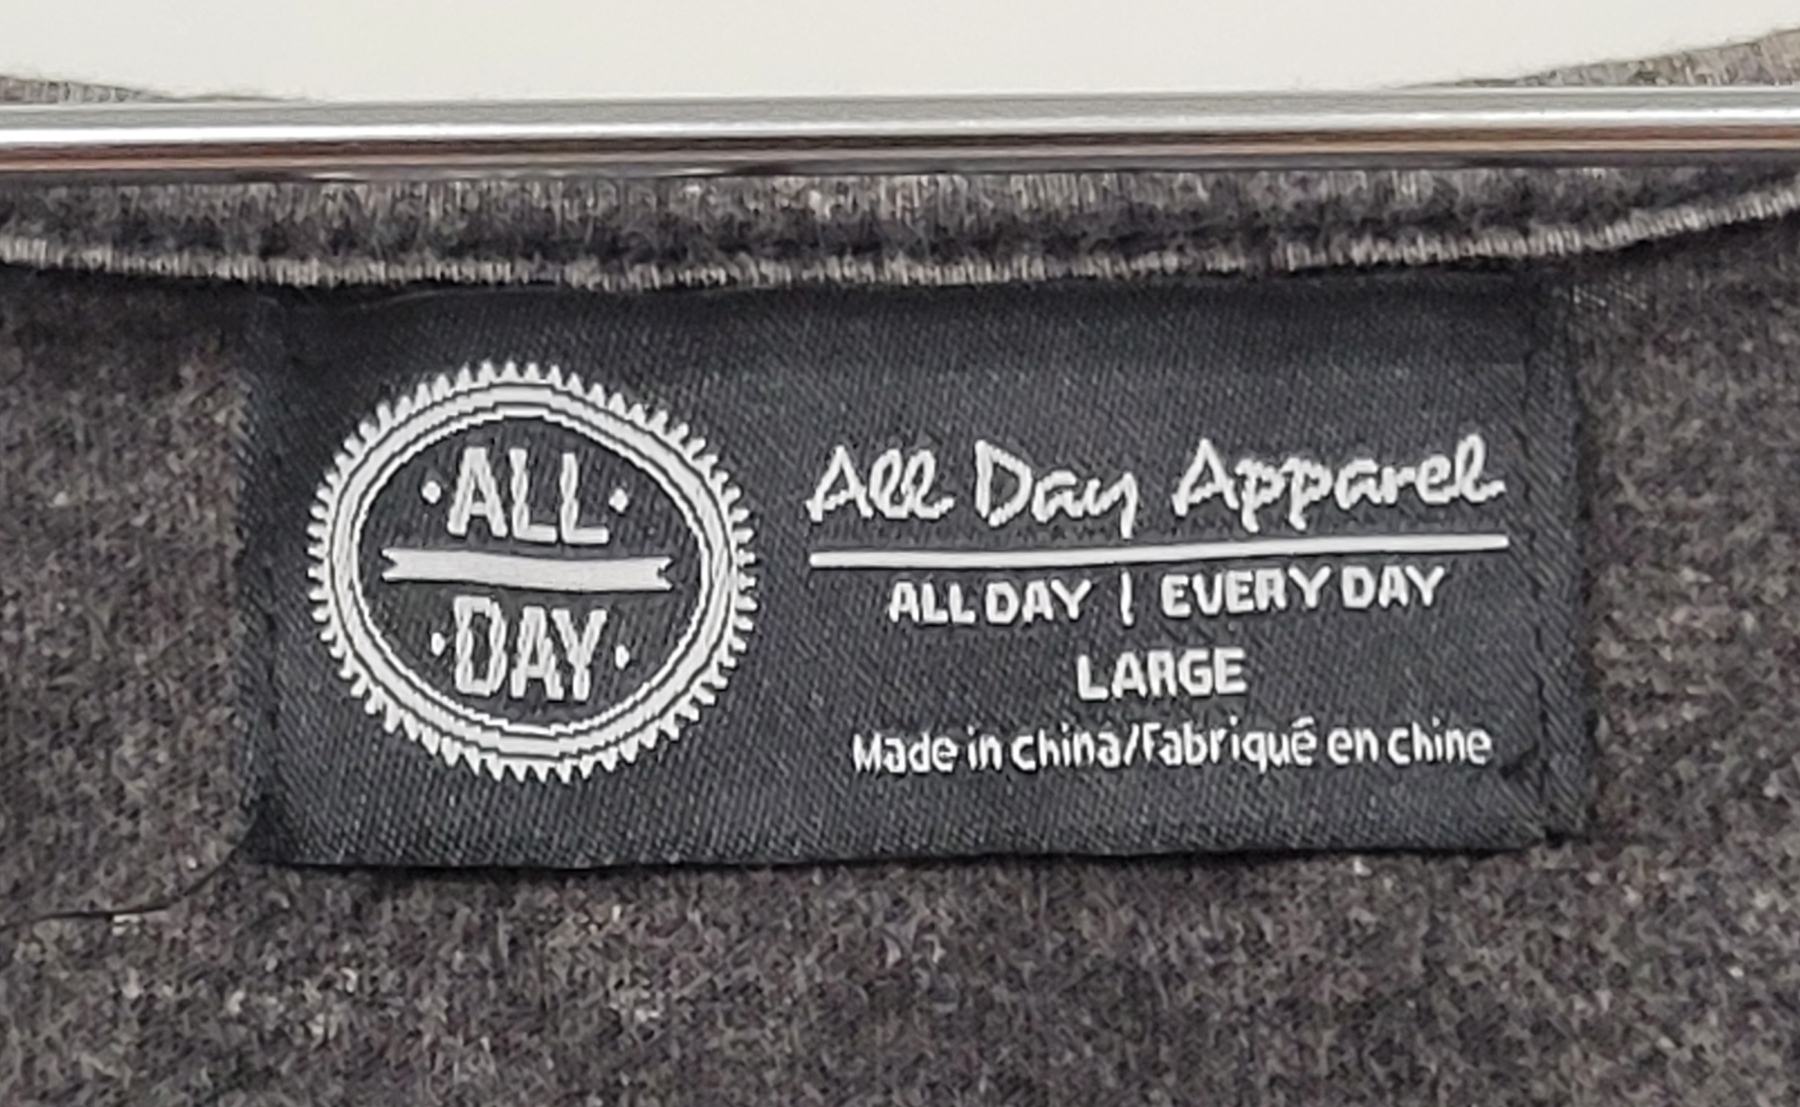 ·ALL·
·DAY·
All Day Apparel
ALL DAY | EVERY DAY
LARGE
Made in china/Fabriqué en chine